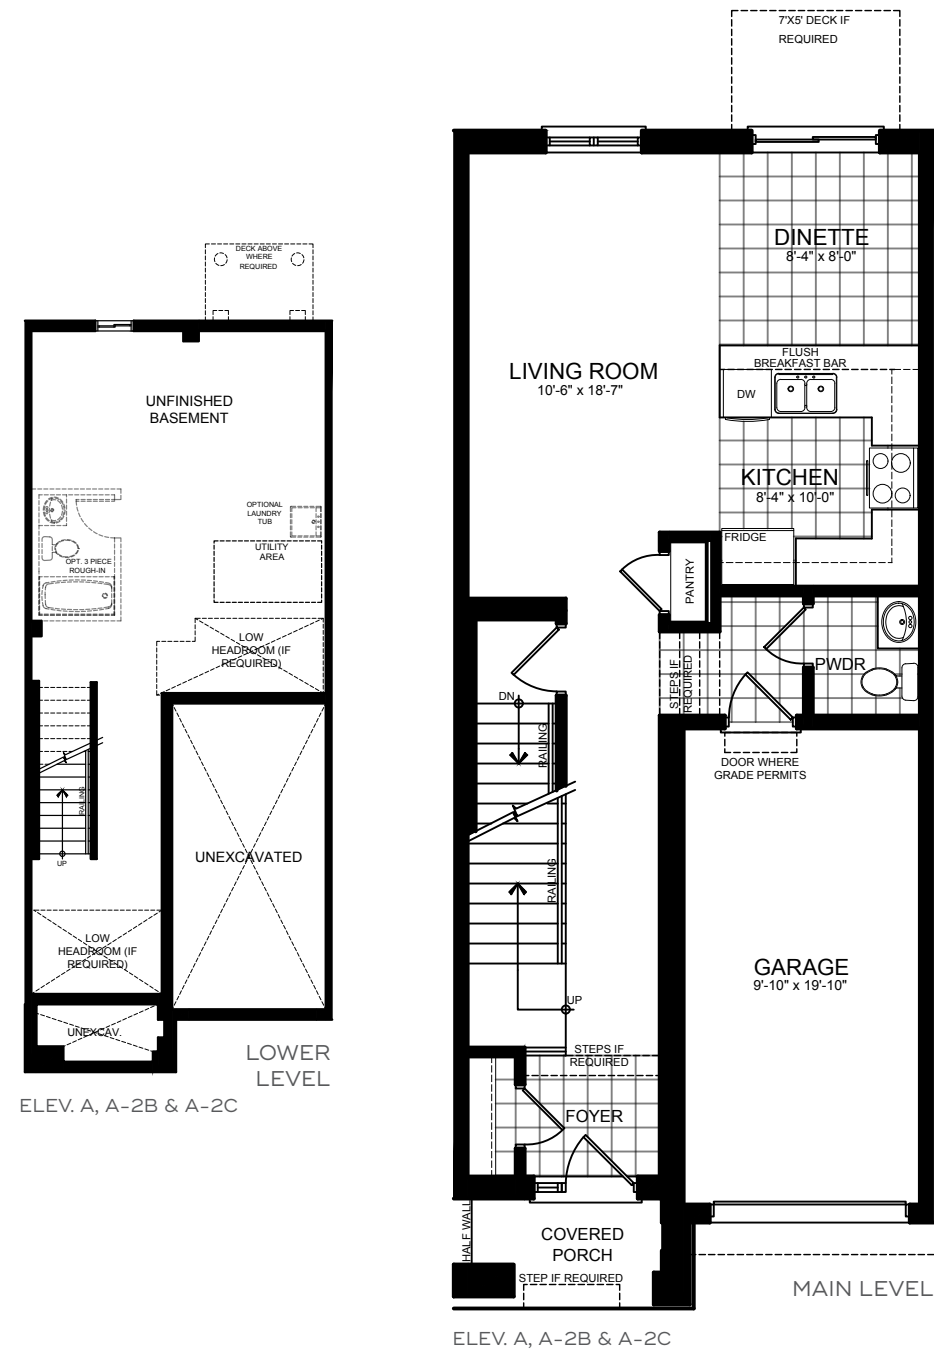 7'X5' DECK IF
REQUIRED
DINETTE
8'-4" x 8'-0"
FLUSH
BREAKFAST BAR
LIVING ROOM
10'-6" x 18'-7"
DW
KITCHEN
8'-4" x 10'-0"
FRIDGE
PANTRY
STEPS IF
REQUIRED
PWDR
DN
RAILING
DOOR WHERE
GRADE PERMITS
RAILING
GARAGE
9'-10" x 19'-10"
UP
STEPS IF
REQUIRED
FOYER
HALF WALL
COVERED
PORCH
STEP IF REQUIRED
MAIN LEVEL
ELEV. A, A-2B & A-2C
DECK ABOVE
WHERE
REQUIRED
UNFINISHED
BASEMENT
OPTIONAL
LAUNDRY
TUB
UTILITY
AREA
OPT. 3 PIECE
ROUGH-IN
LOW
HEADROOM (IF
REQUIRED)
RAILING
UP
UNEXCAVATED
LOW
HEADROOM (IF
REQUIRED)
UNEXCAV.
LOWER
LEVEL
ELEV. A, A-2B & A-2C